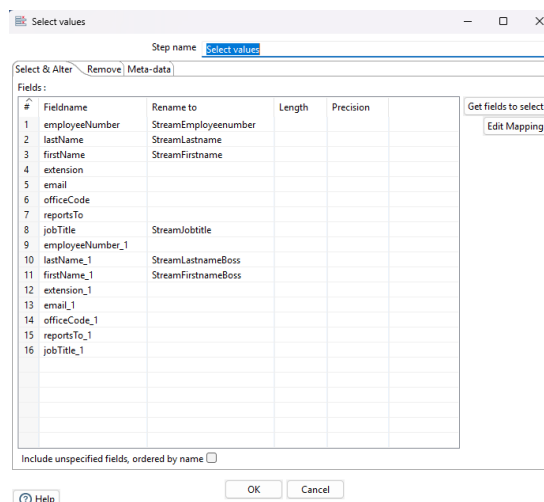 Select values
Step name Select values
Select & Alter Remove Meta-data
Fields :
# Fieldname Rename to Length Precision
Get fields to select
Edit Mapping
1 employeeNumber StreamEmployeenumber
2 lastName StreamLastname
3 firstName StreamFirstname
4 extension
5 email
6 officeCode
7 reportsTo
8 jobTitle StreamJobtitle
9 employeeNumber_1
10 lastName_1 StreamLastnameBoss
11 firstName_1 StreamFirstnameBoss
12 extension_1
13 email_1
14 officeCode_1
15 reportsTo_1
16 jobTitle_1
Include unspecified fields, ordered by name
OK Cancel
Help